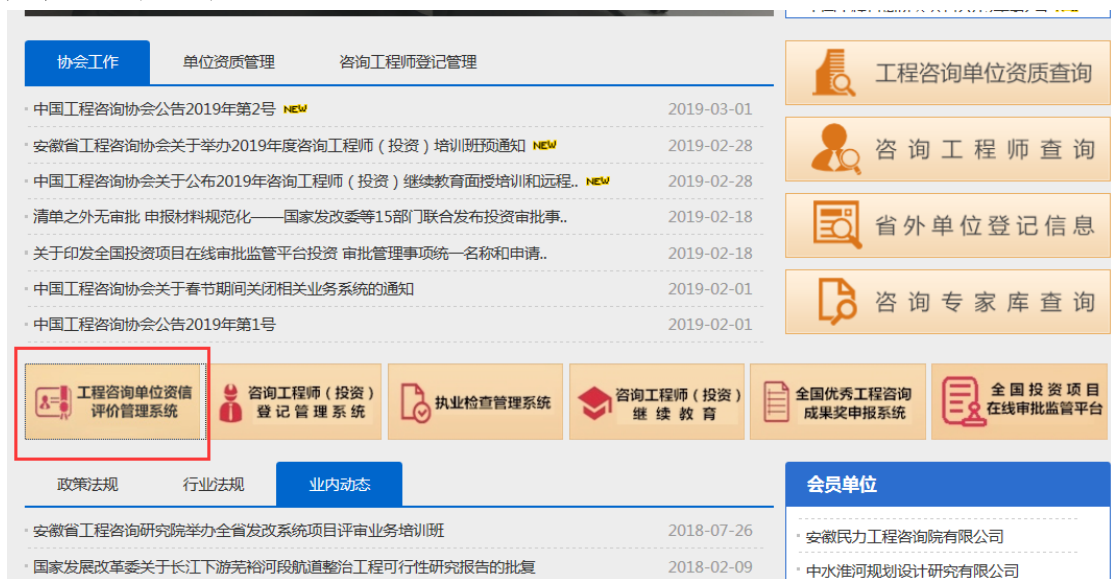 协会工作 单位资质管理 咨询工程师登记管理
中国工程咨询协会公告2019年第2号 NEW 2019-03-01
安徽省工程咨询协会关于举办2019年度咨询工程师（投资）培训班预通知 NEW 2019-02-28
中国工程咨询协会关于公布2019年咨询工程师（投资）继续教育面授培训和远程.. NEW 2019-02-28
清单之外无审批 申报材料规范化——国家发改委等15部门联合发布投资审批事.. 2019-02-18
关于印发全国投资项目在线审批监管平台投资 审批管理事项统一名称和申请.. 2019-02-18
中国工程咨询协会关于春节期间关闭相关业务系统的通知 2019-02-01
中国工程咨询协会公告2019年第1号 2019-02-01
工程咨询单位资质查询
咨询工程师查询
省外单位登记信息
咨询专家库查询
工程咨询单位资信
评价管理系统
咨询工程师（投资）
登记管理系统
执业检查管理系统
咨询工程师（投资）
继续教育
全国优秀工程咨询
成果奖申报系统
全国投资项目
在线审批监管平台
政策法规 行业法规 业内动态
安徽省工程咨询研究院举办全省发改系统项目评审业务培训班 2018-07-26
国家发展改革委关于长江下游芜裕河段航道整治工程可行性研究报告的批复 2018-02-09
会员单位
安徽民力工程咨询院有限公司
中水淮河规划设计研究有限公司